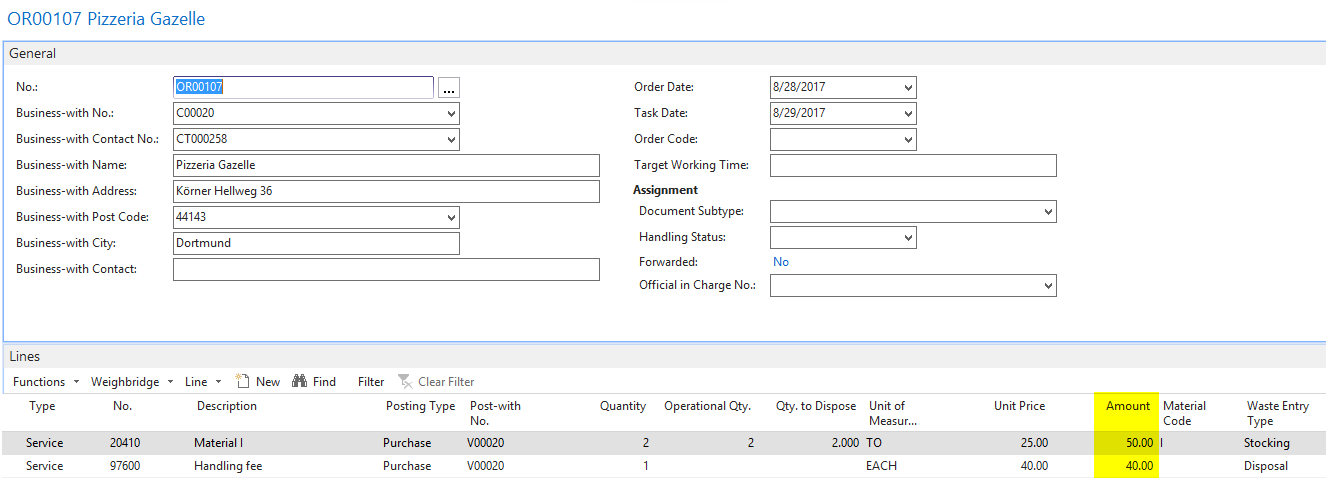 OR00107 Pizzeria Gazelle
General
No.: OR00107 ... Order Date: 8/28/2017
Business-with No.: C00020 Task Date: 8/29/2017
Business-with Contact No.: CT000258 Order Code:
Business-with Name: Pizzeria Gazelle Target Working Time:
Business-with Address: Körner Hellweg 36 Assignment
Business-with Post Code: 44143 Document Subtype:
Business-with City: Dortmund Handling Status:
Business-with Contact: Forwarded: No
Official in Charge No.:
Lines
Functions Weighbridge Line New Find Filter Clear Filter
Type No. Description Posting Type Post-with No. Quantity Operational Qty. Qty. to Dispose Unit of Measur... Unit Price Amount Material Code Waste Entry Type
Service 20410 Material I Purchase V00020 2 2 2.000 TO 25.00 50.00 I Stocking
Service 97600 Handling fee Purchase V00020 1 EACH 40.00 40.00 Disposal